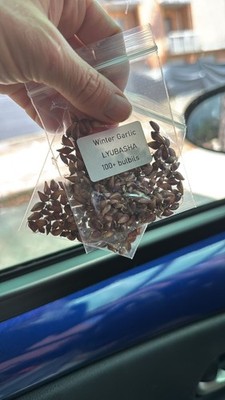 Winter Garlic
LYUBASHA
100+ bulbils